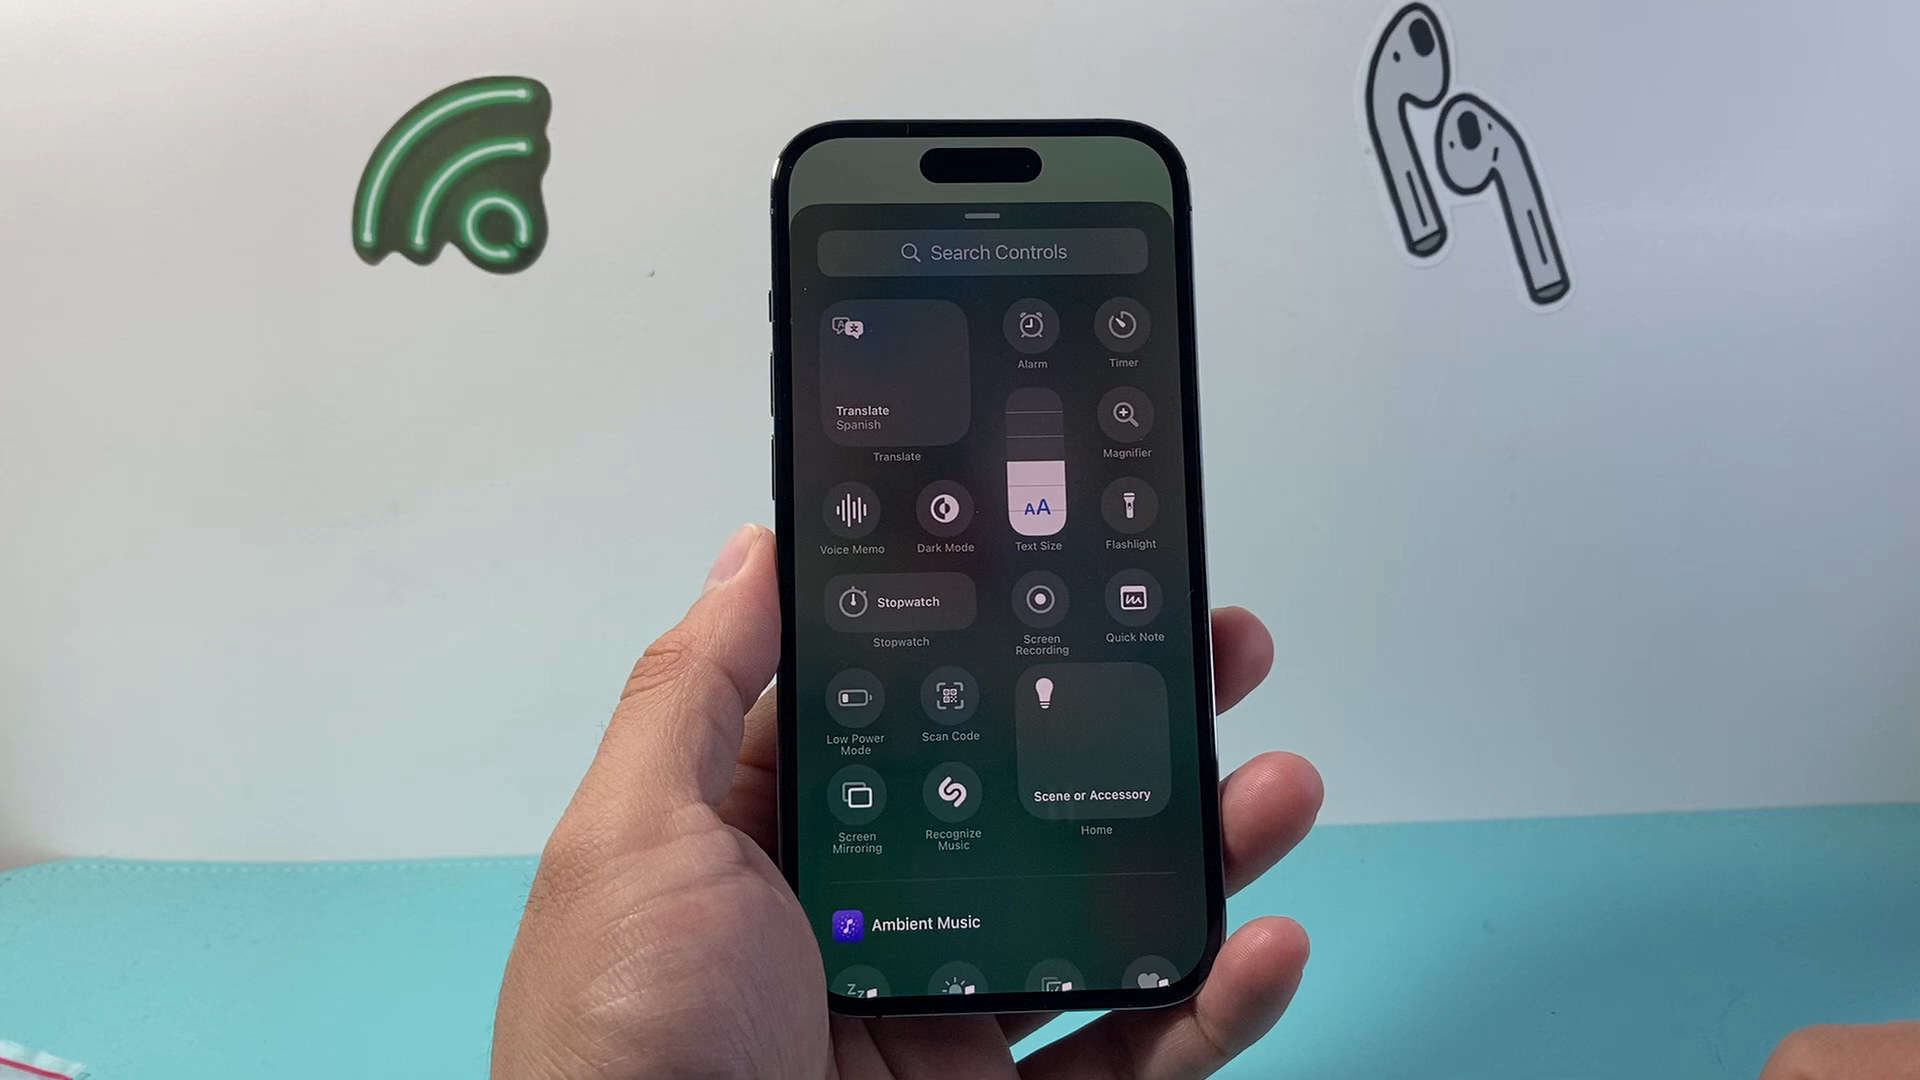 Search Controls
Translate
Spanish
Translate
Alarm
Timer
Magnifier
Voice Memo
Dark Mode
AA
Text Size
Flashlight
Stopwatch
Stopwatch
Screen
Recording
Quick Note
Low Power
Mode
Scan Code
Scene or Accessory
Home
Screen
Mirroring
Recognize
Music
Ambient Music
Zz